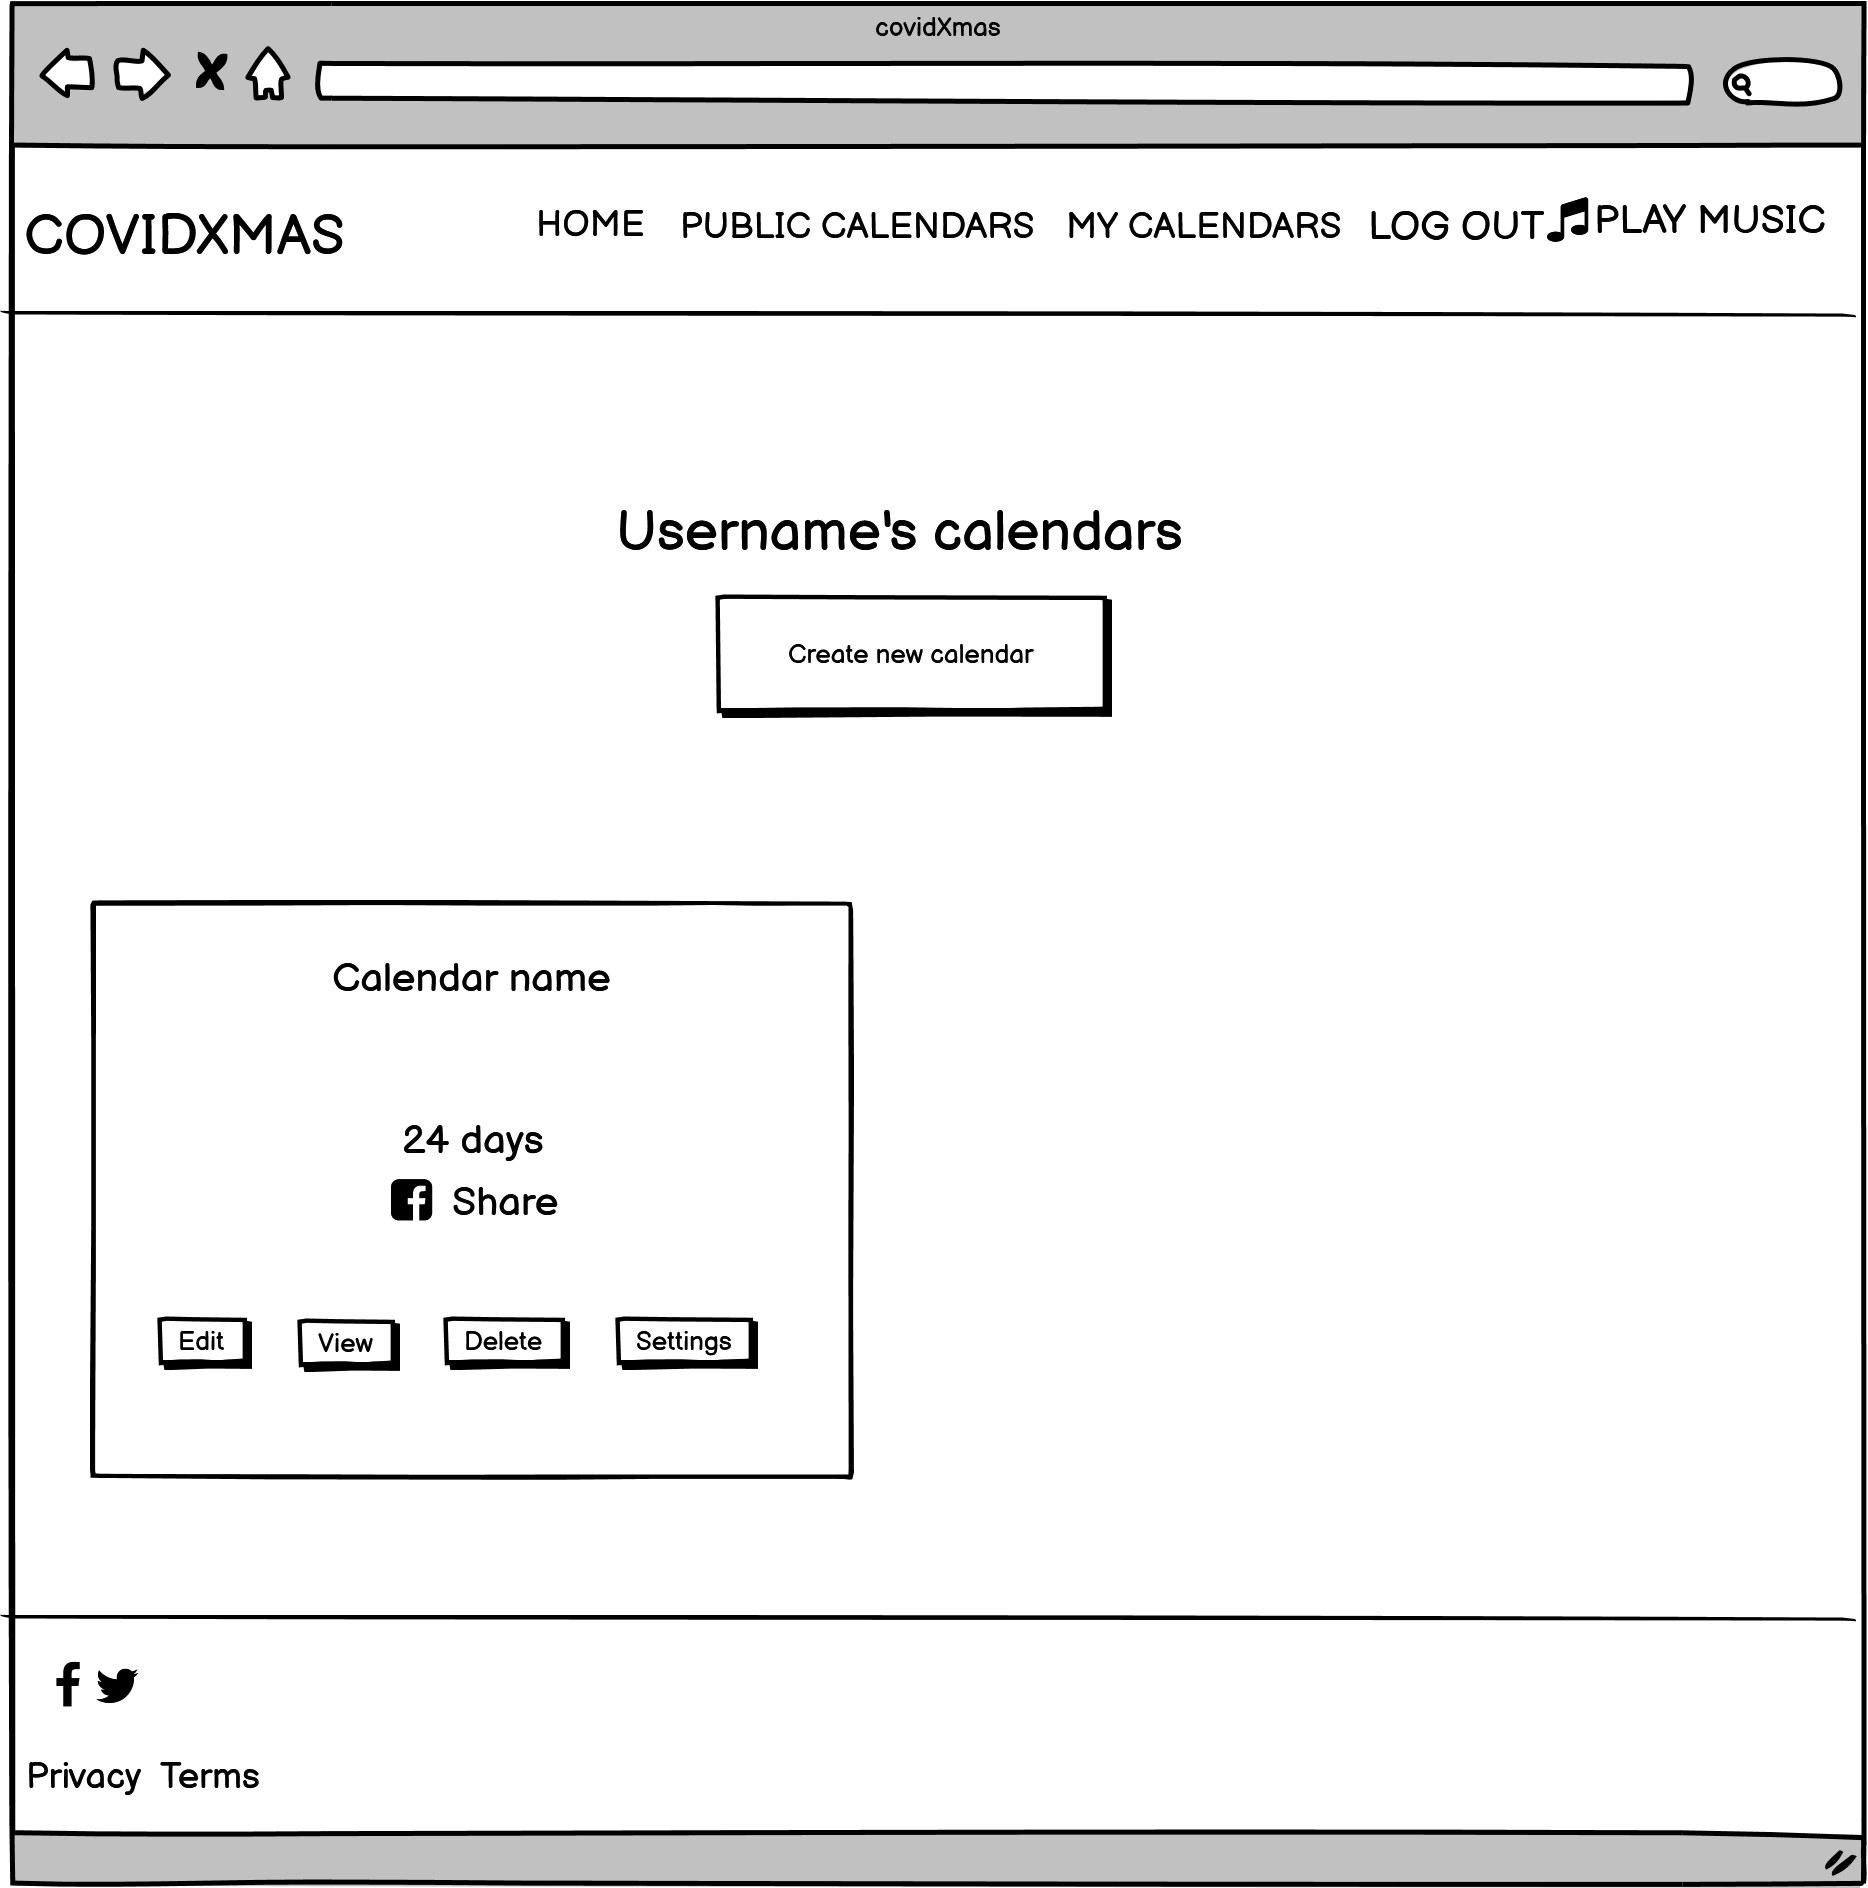 covidXmas
COVIDXMAS
HOME PUBLIC CALENDARS MY CALENDARS LOG OUT PLAY MUSIC
Username's calendars
Create new calendar
Calendar name
24 days
Share
Edit View Delete Settings
Privacy Terms